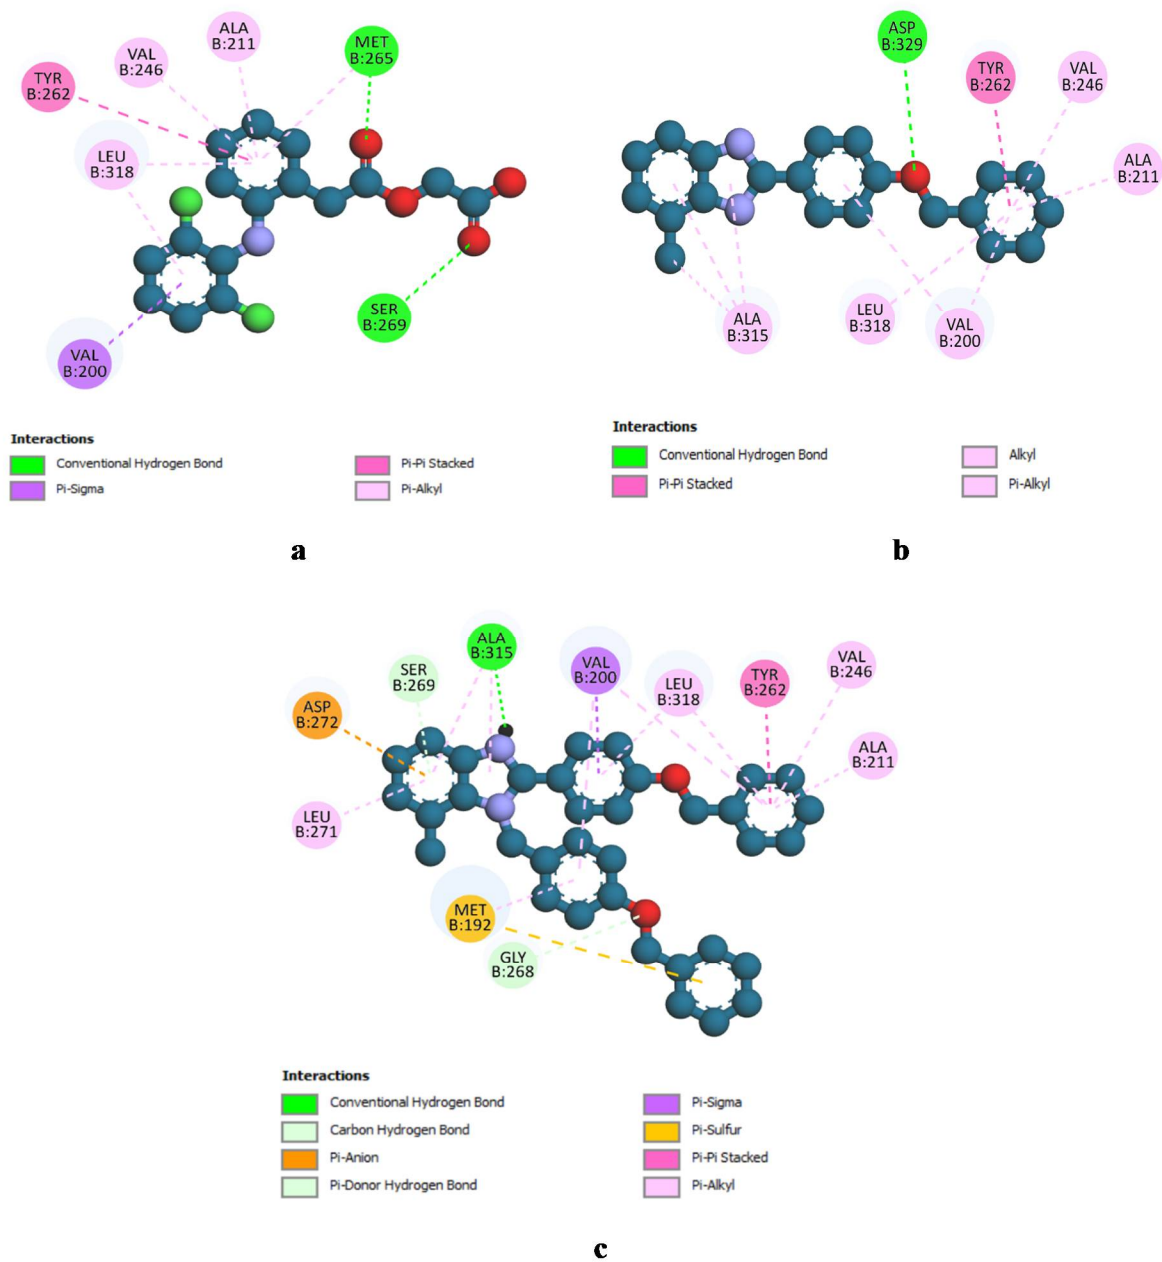 ALA
B:211
MET
B:265
VAL
B:246
TYR
B:262
LEU
B:318
SER
B:269
VAL
B:200
Interactions
Conventional Hydrogen Bond
Pi-Sigma
Pi-Pi Stacked
Pi-Alkyl
a
ASP
B:329
TYR
B:262
VAL
B:246
ALA
B:211
ALA
B:315
LEU
B:318
VAL
B:200
Interactions
Conventional Hydrogen Bond
Pi-Pi Stacked
Alkyl
Pi-Alkyl
b
ALA
B:315
SER
B:269
VAL
B:200
LEU
B:318
TYR
B:262
VAL
B:246
ASP
B:272
ALA
B:211
LEU
B:271
MET
B:192
GLY
B:268
Interactions
Conventional Hydrogen Bond
Carbon Hydrogen Bond
Pi-Anion
Pi-Donor Hydrogen Bond
Pi-Sigma
Pi-Sulfur
Pi-Pi Stacked
Pi-Alkyl
c